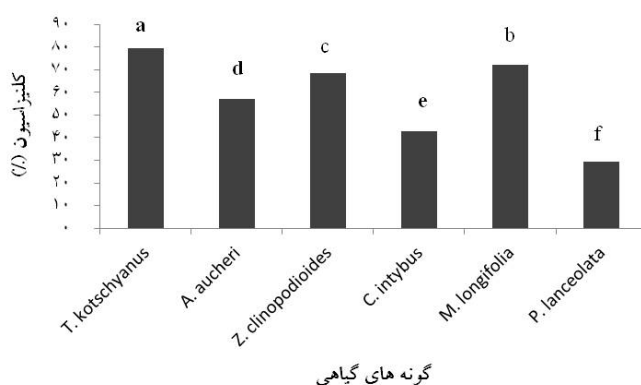 کلنیزاسیون (٪)
۹۰
۸۰
۷۰
۶۰
۵۰
۴۰
۳۰
۲۰
۱۰
۰
a
d
c
e
b
f
T. kotschyanus
A. aucheri
Z. clinopodioides
C. intybus
M. longifolia
P. lanceolata
گونه های گیاهی